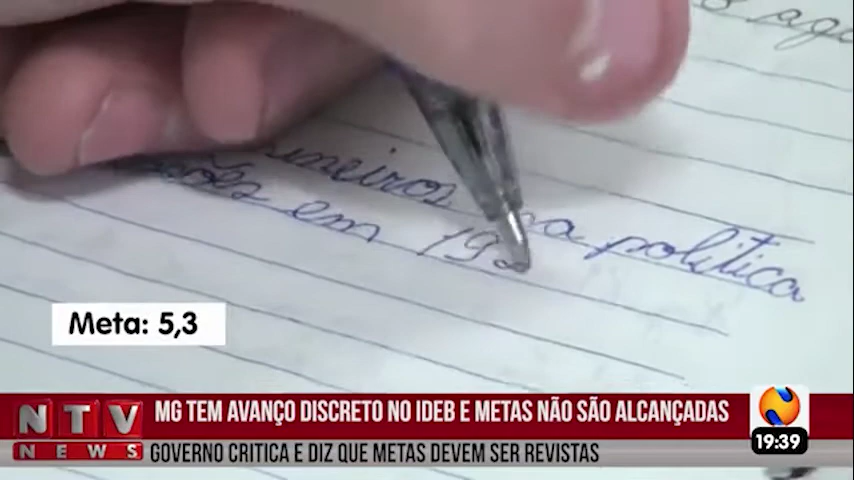 em 19
política
Meta: 5,3
NTV
NEWS
MG TEM AVANÇO DISCRETO NO IDEB E METAS NÃO SÃO ALCANÇADAS
GOVERNO CRITICA E DIZ QUE METAS DEVEM SER REVISTAS
19:39